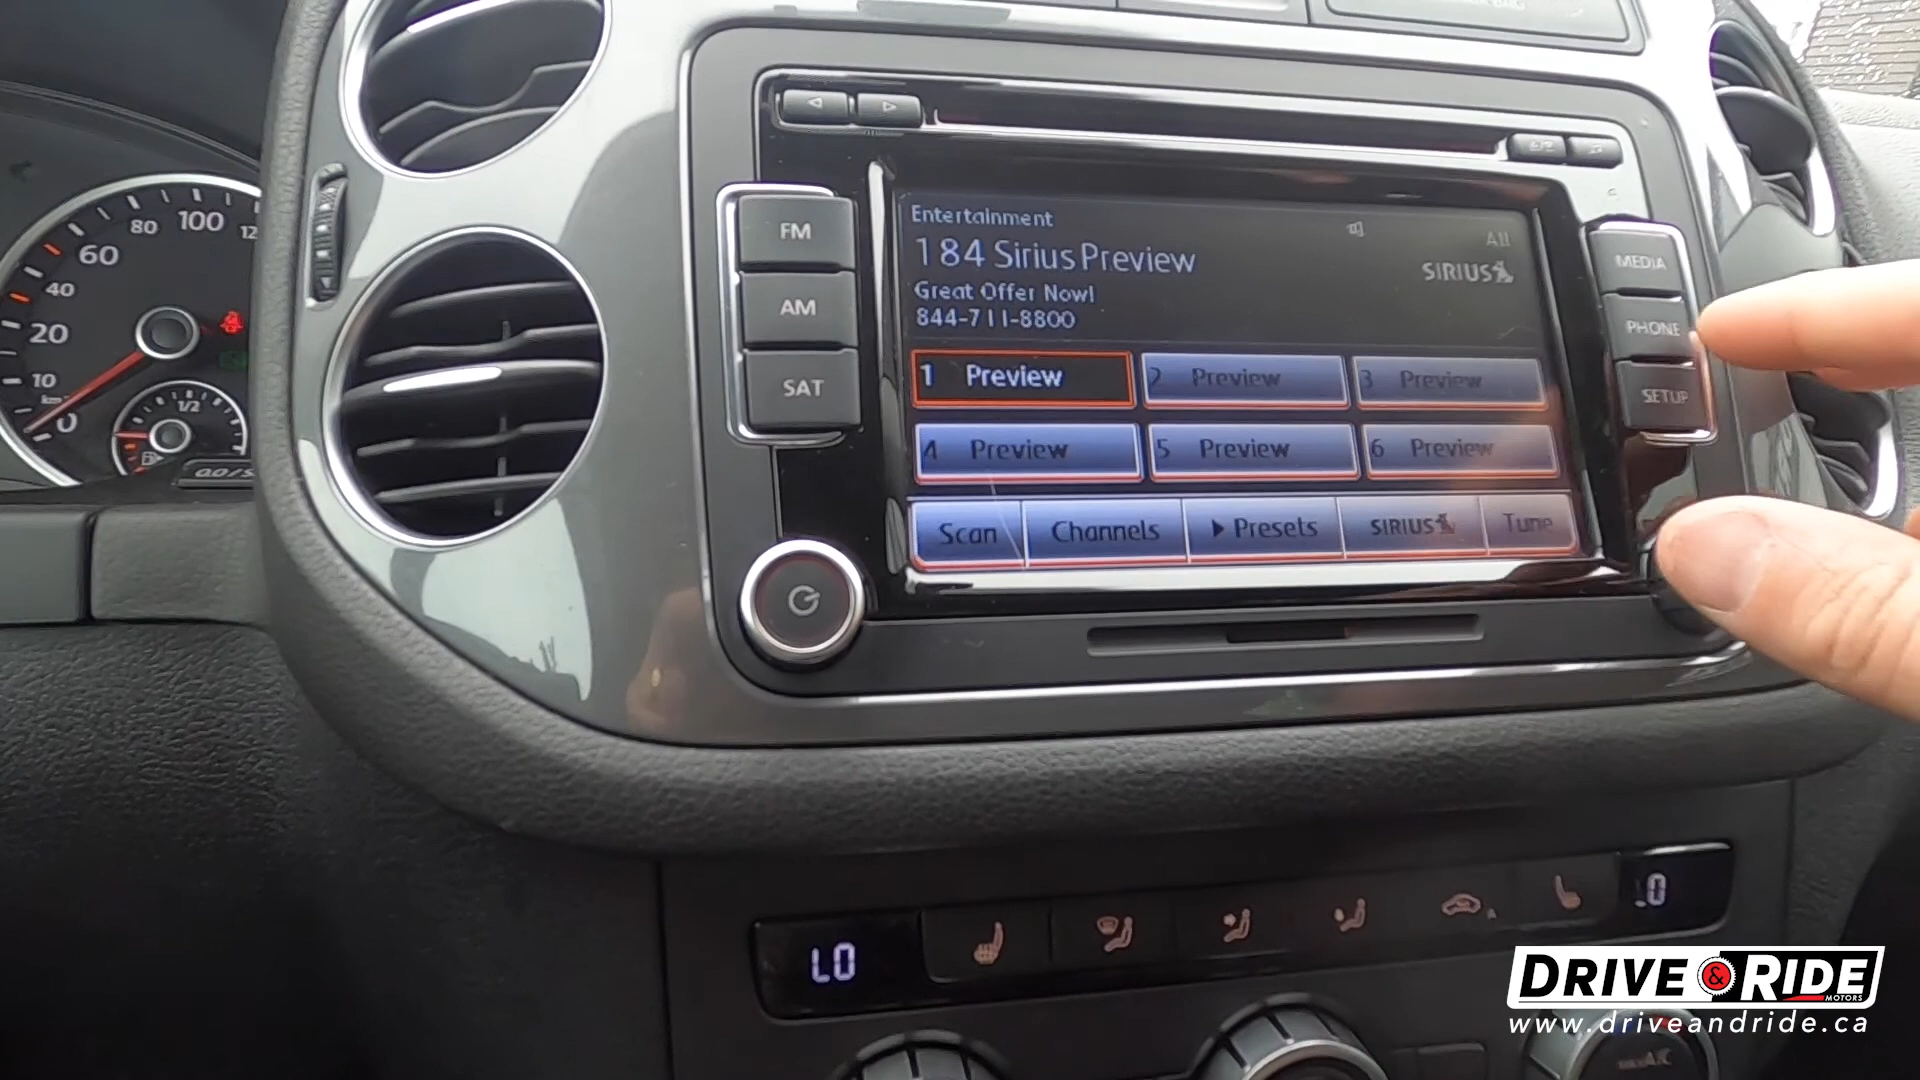 FM
AM
SAT
Entertainment
184 Sirius Preview
Great Offer Now!
844-711-8800
All
SIRIUS
1 Preview
2 Preview
3 Preview
4 Preview
5 Preview
6 Preview
Scan
Channels
Presets
SIRIUS
Tune
MEDIA
PHONE
SETUP
100
80
60
40
20
10
0
1/2
LO
LO
DRIVE & RIDE
MOTORS
www.driveandride.ca